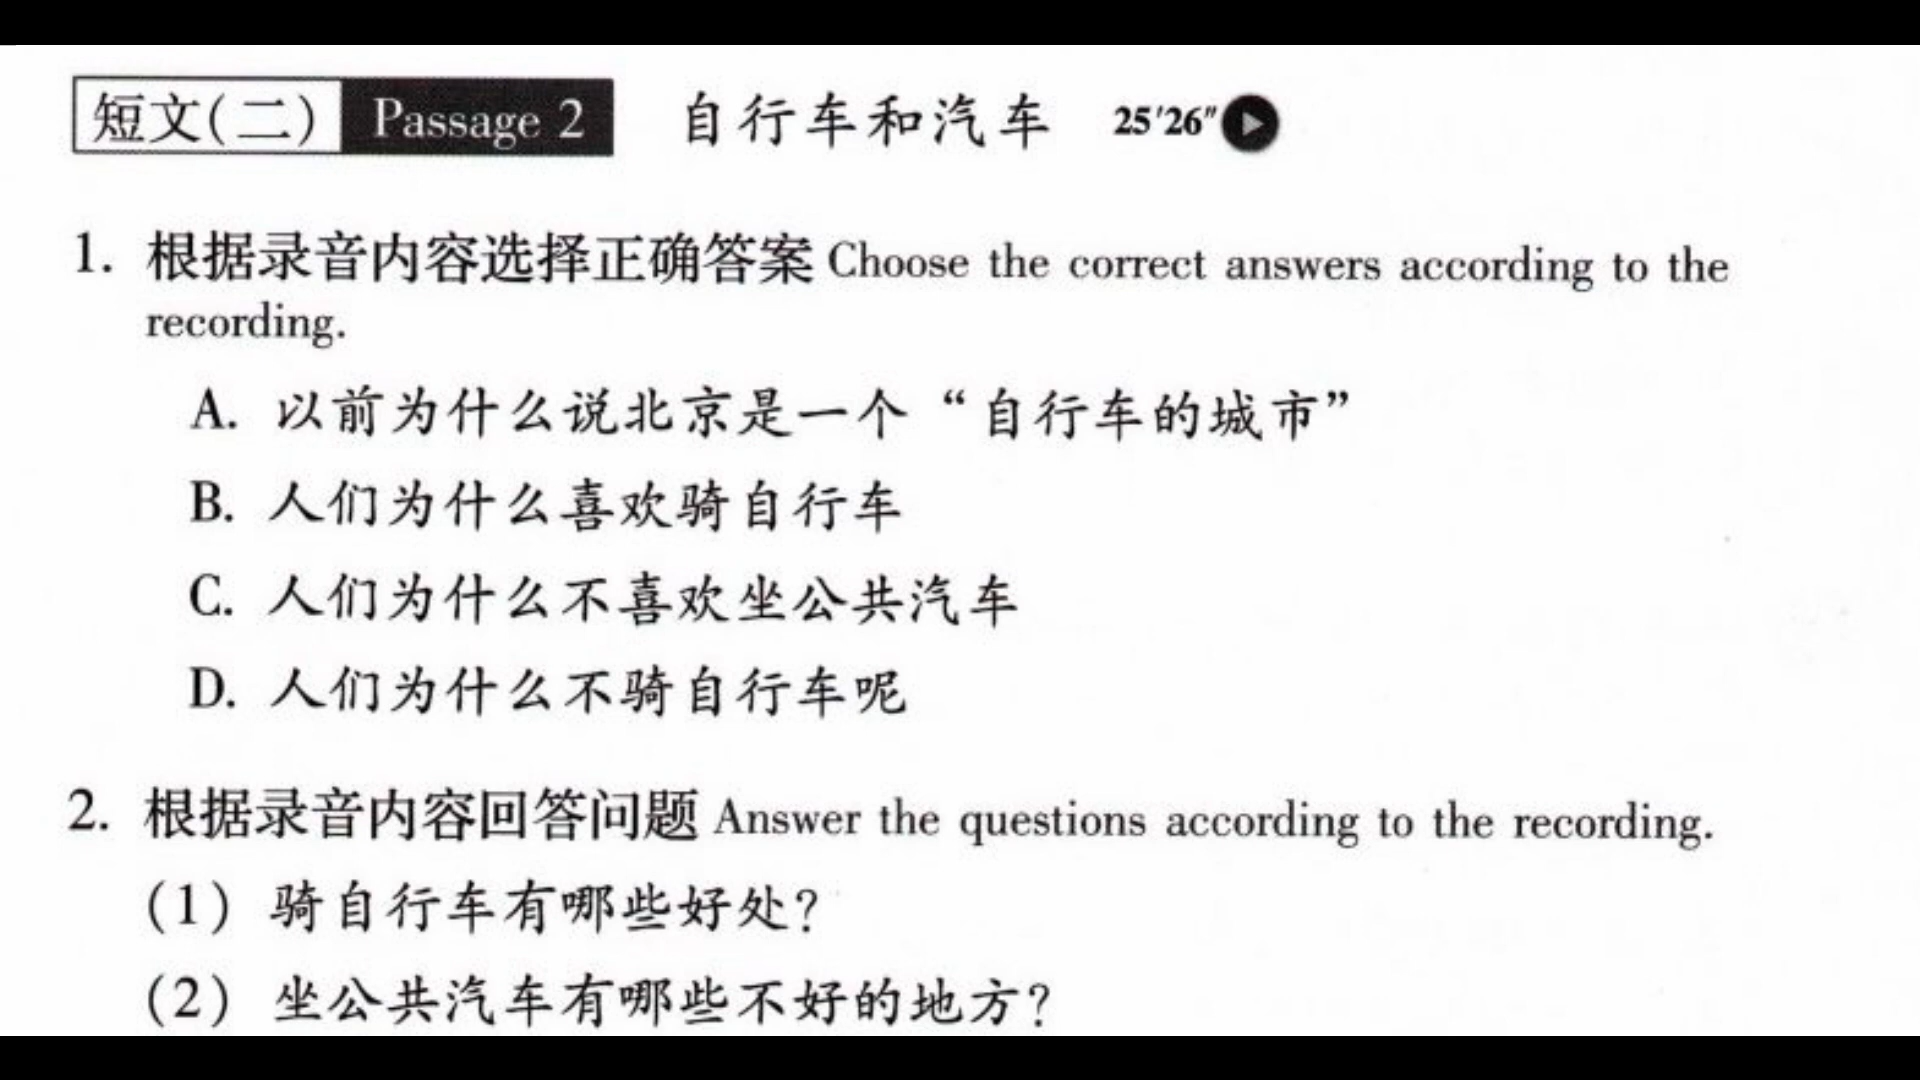 短文(二) Passage 2 自行车和汽车 25′26″
1. 根据录音内容选择正确答案 Choose the correct answers according to the
recording.
A. 以前为什么说北京是一个“自行车的城市”
B. 人们为什么喜欢骑自行车
C. 人们为什么不喜欢坐公共汽车
D. 人们为什么不骑自行车呢
2. 根据录音内容回答问题 Answer the questions according to the recording.
(1) 骑自行车有哪些好处?
(2) 坐公共汽车有哪些不好的地方?